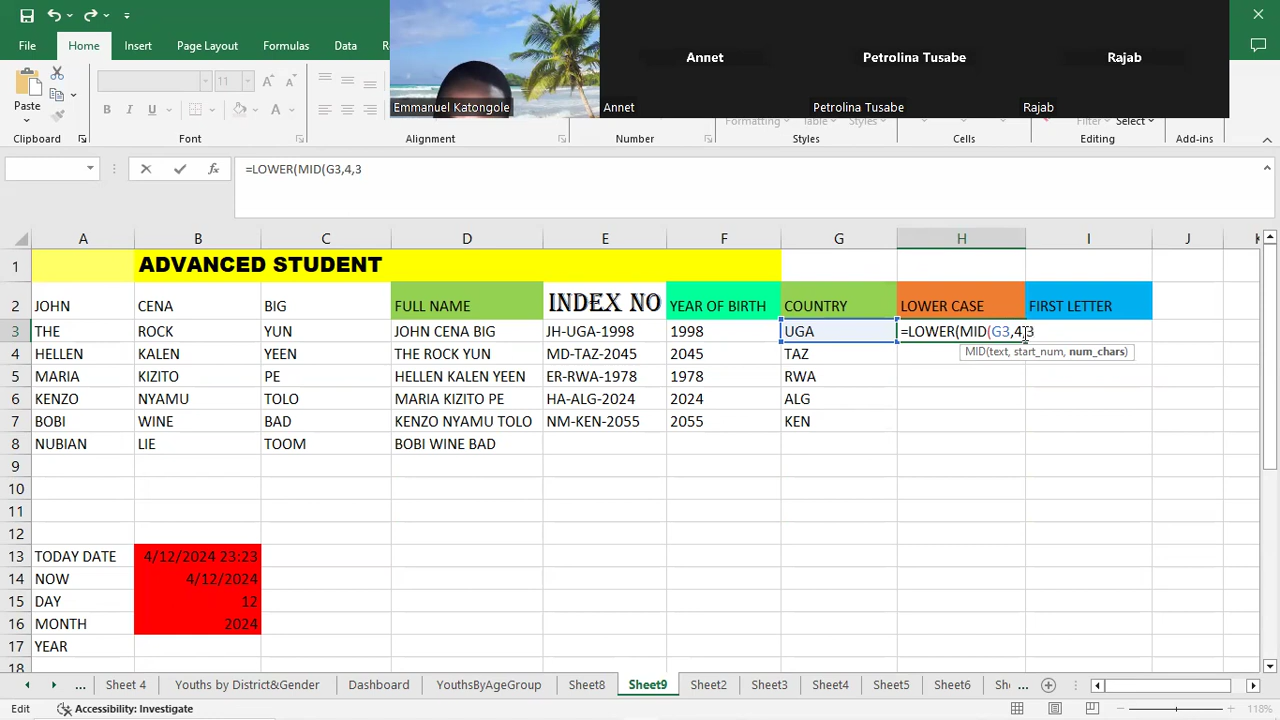 File Home Insert Page Layout Formulas Data
Emmanuel Katongole
Annet
Annet
Petrolina Tusabe
Petrolina Tusabe
Rajab
Rajab
Paste
11
B I U
Formatting Table Styles Filter Select
Clipboard Font Alignment Number Styles Cells Editing Add-ins
fx =LOWER(MID(G3,4,3
A B C D E F G H I J K
1 ADVANCED STUDENT
2 JOHN CENA BIG FULL NAME INDEX NO YEAR OF BIRTH COUNTRY LOWER CASE FIRST LETTER
3 THE ROCK YUN JOHN CENA BIG JH-UGA-1998 1998 UGA =LOWER(MID(G3,4,3
MID(text, start_num, num_chars)
4 HELLEN KALEN YEEN THE ROCK YUN MD-TAZ-2045 2045 TAZ
5 MARIA KIZITO PE HELLEN KALEN YEEN ER-RWA-1978 1978 RWA
6 KENZO NYAMU TOLO MARIA KIZITO PE HA-ALG-2024 2024 ALG
7 BOBI WINE BAD KENZO NYAMU TOLO NM-KEN-2055 2055 KEN
8 NUBIAN LIE TOOM BOBI WINE BAD
9
10
11
12
13 TODAY DATE 4/12/2024 23:23
14 NOW 4/12/2024
15 DAY 12
16 MONTH 2024
17 YEAR
18
... Sheet 4 Youths by District&Gender Dashboard YouthsByAgeGroup Sheet8 Sheet9 Sheet2 Sheet3 Sheet4 Sheet5 Sheet6 Sh ...
Edit Accessibility: Investigate 118%